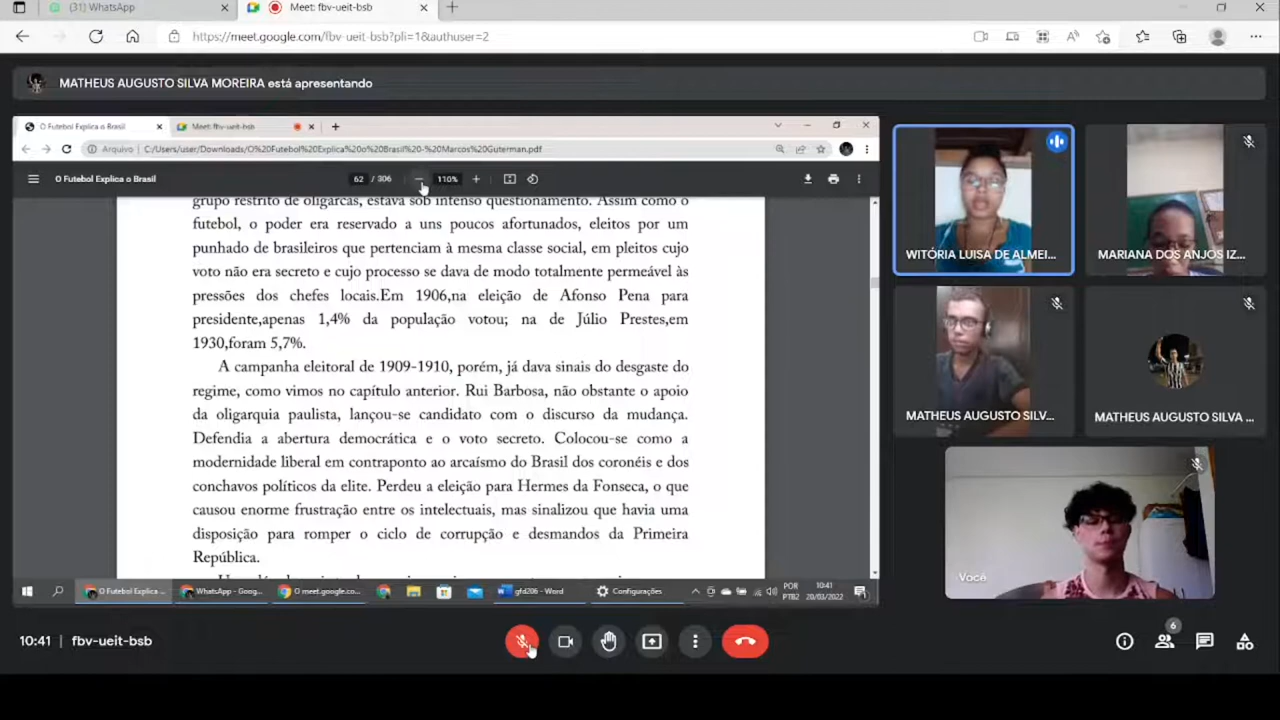 (31) WhatsApp
Meet: fbv-ueit-bsb
https://meet.google.com/fbv-ueit-bsb?pli=1&authuser=2
MATHEUS AUGUSTO SILVA MOREIRA está apresentando
O Futebol Explica o Brasil
Meet: fbv-ueit-bsb
Arquivo | C:/Users/user/Downloads/O%20Futebol%20Explica%20o%20Brasil%20-%20Marcos%20Guterman.pdf
O Futebol Explica o Brasil
62 / 306
110%
grupo restrito de oligarcas, estava sob intenso questionamento. Assim como o
futebol, o poder era reservado a uns poucos afortunados, eleitos por um
punhado de brasileiros que pertenciam à mesma classe social, em pleitos cujo
voto não era secreto e cujo processo se dava de modo totalmente permeável às
pressões dos chefes locais.Em 1906,na eleição de Afonso Pena para
presidente,apenas 1,4% da população votou; na de Júlio Prestes,em
1930,foram 5,7%.
A campanha eleitoral de 1909-1910, porém, já dava sinais do desgaste do
regime, como vimos no capítulo anterior. Rui Barbosa, não obstante o apoio
da oligarquia paulista, lançou-se candidato com o discurso da mudança.
Defendia a abertura democrática e o voto secreto. Colocou-se como a
modernidade liberal em contraponto ao arcaísmo do Brasil dos coronéis e dos
conchavos políticos da elite. Perdeu a eleição para Hermes da Fonseca, o que
causou enorme frustração entre os intelectuais, mas sinalizou que havia uma
disposição para romper o ciclo de corrupção e desmandos da Primeira
República.
WITÓRIA LUISA DE ALMEI...
MARIANA DOS ANJOS IZ...
MATHEUS AUGUSTO SILV...
MATHEUS AUGUSTO SILVA ...
Você
O Futebol Explica o ...
WhatsApp - Goog...
O meet.google.co...
gfd206 - Word
Configurações
POR
PTB2
10:41
20/03/2022
10:41 | fbv-ueit-bsb
6